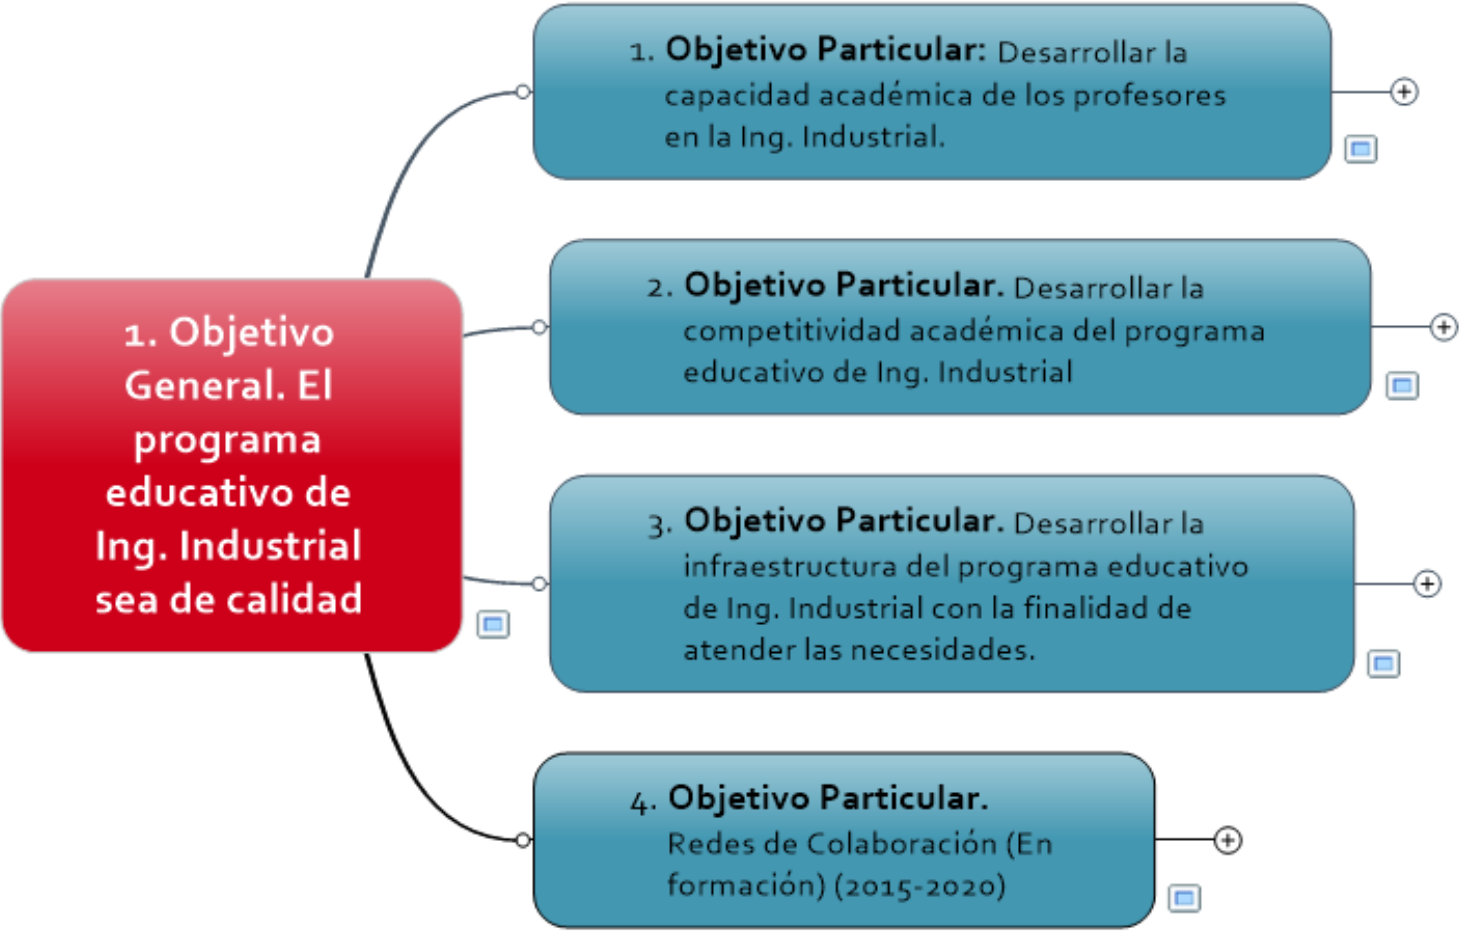 1. Objetivo
General. El
programa
educativo de
Ing. Industrial
sea de calidad
1. Objetivo Particular: Desarrollar la
capacidad académica de los profesores
en la Ing. Industrial.
2. Objetivo Particular. Desarrollar la
competitividad académica del programa
educativo de Ing. Industrial
3. Objetivo Particular. Desarrollar la
infraestructura del programa educativo
de Ing. Industrial con la finalidad de
atender las necesidades.
4. Objetivo Particular.
Redes de Colaboración (En
formación) (2015-2020)